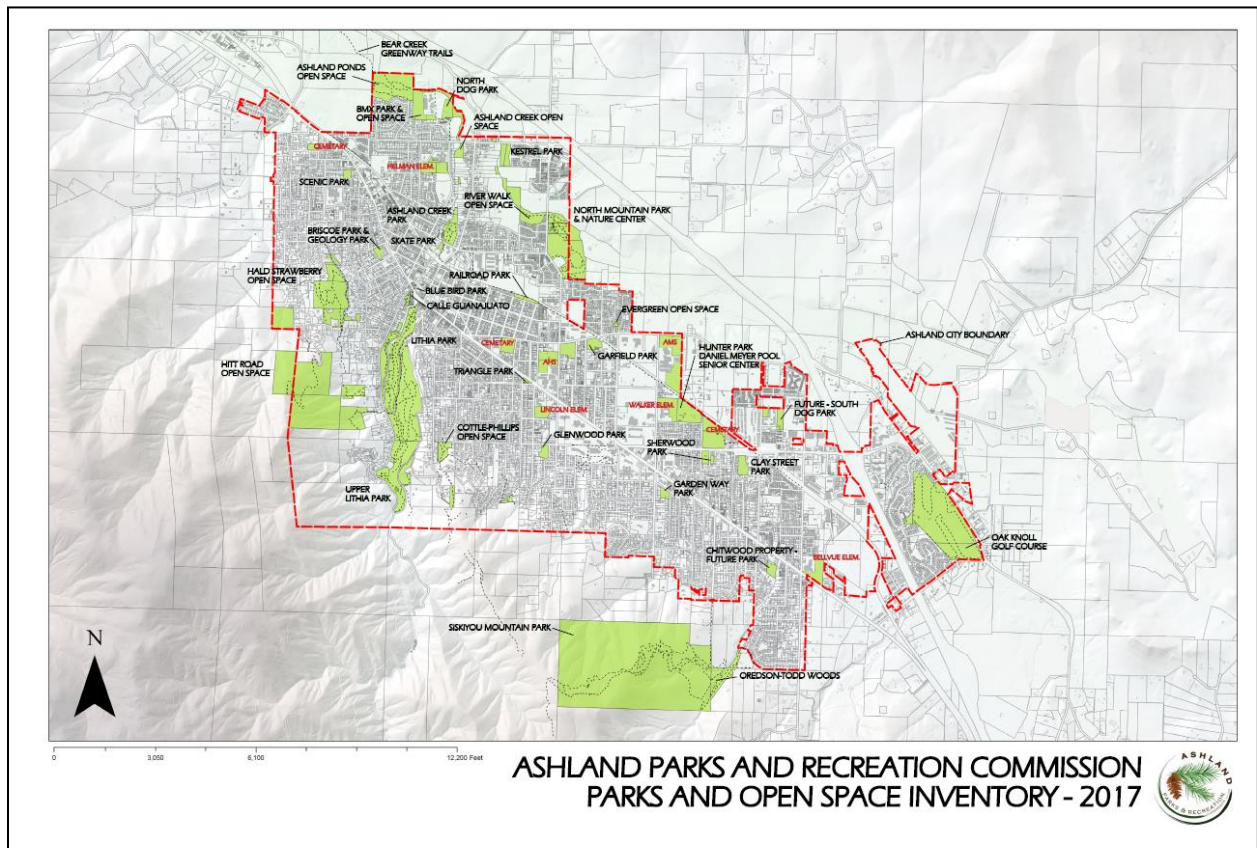 BEAR CREEK
GREENWAY TRAILS
ASHLAND PONDS
OPEN SPACE
NORTH
DOG PARK
BMX PARK &
OPEN SPACE
ASHLAND CREEK OPEN
SPACE
CEMETARY
HELMAN ELEM.
KESTREL PARK
SCENIC PARK
RIVER WALK
OPEN SPACE
ASHLAND CREEK
PARK
NORTH MOUNTAIN PARK
& NATURE CENTER
BRISCOE PARK &
GEOLOGY PARK
SKATE PARK
HALD STRAWBERRY
OPEN SPACE
RAILROAD PARK
BLUE BIRD PARK
CALLE GUANAJUATO
EVERGREEN OPEN SPACE
ASHLAND CITY BOUNDARY
LITHIA PARK
CEMETARY
AMS
HUNTER PARK
DANIEL MEYER POOL
SENIOR CENTER
GARFIELD PARK
HITT ROAD
OPEN SPACE
AHS
TRIANGLE PARK
LINCOLN ELEM.
WALKER ELEM.
FUTURE - SOUTH
DOG PARK
CEMETARY
COTTLE-PHILLIPS
OPEN SPACE
GLENWOOD PARK
SHERWOOD
PARK
CLAY STREET
PARK
UPPER
LITHIA PARK
GARDEN WAY
PARK
OAK KNOLL
GOLF COURSE
CHITWOOD PROPERTY -
FUTURE PARK
BELLVUE ELEM.
SISKIYOU MOUNTAIN PARK
OREDSON-TODD WOODS
N
0 3,050 6,100 12,200 Feet
ASHLAND PARKS AND RECREATION COMMISSION
PARKS AND OPEN SPACE INVENTORY - 2017
ASHLAND
PARKS & RECREATION